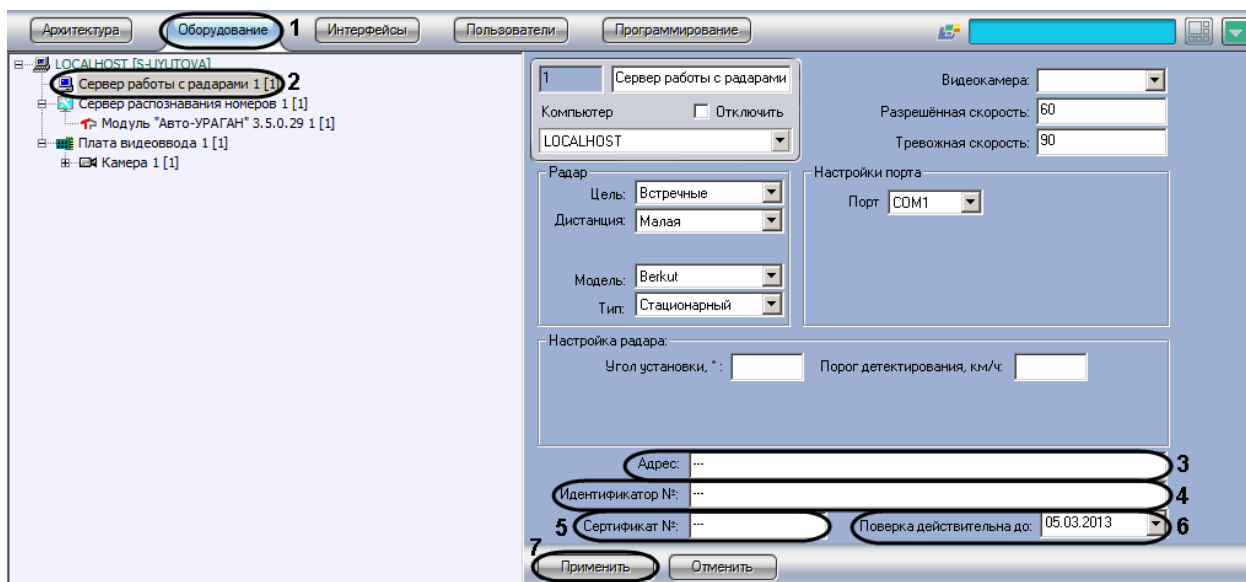 Архитектура Оборудование 1 Интерфейсы Пользователи Программирование
LOCALHOST [S-UYUTOVA]
Сервер работы с радарами 1 [1] 2
Сервер распознавания номеров 1 [1]
Модуль "Авто-УРАГАН" 3.5.0.29 1 [1]
Плата видеоввода 1 [1]
Камера 1 [1]
1 Сервер работы с радарами
Компьютер Отключить
LOCALHOST
Видеокамера:
Разрешённая скорость: 60
Тревожная скорость: 90
Радар
Цель: Встречные
Дистанция: Малая
Модель: Berkut
Тип: Стационарный
Настройки порта
Порт COM1
Настройка радара:
Угол установки, ° : Порог детектирования, км/ч:
Адрес: --- 3
Идентификатор №: --- 4
5 Сертификат №: --- Поверка действительна до: 05.03.2013 6
7
Применить Отменить